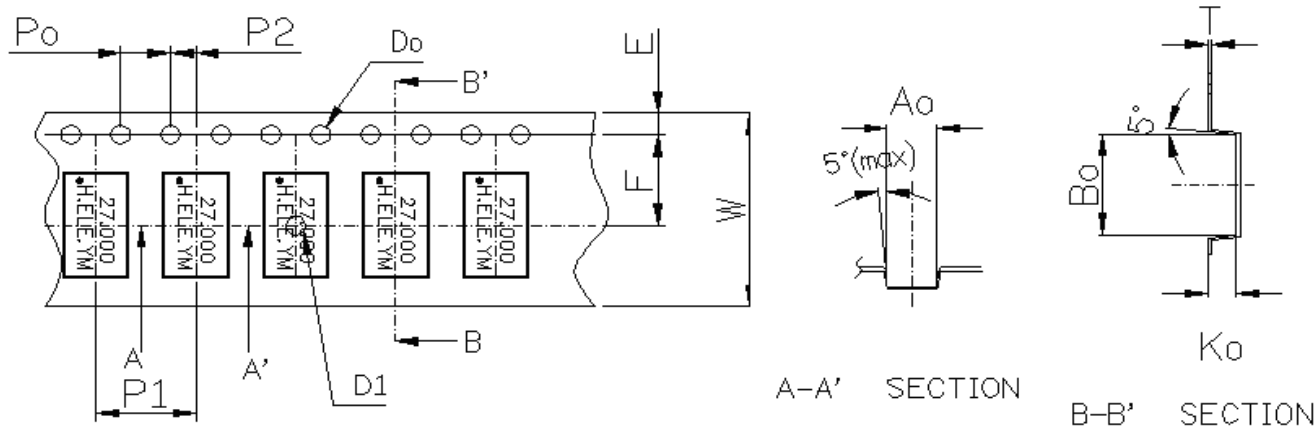 Po
P2
Do
E
B'
F
W
27.000
•H.ELE.YM
27.000
•H.ELE.YM
27.000
•H.ELE.YM
27.000
•H.ELE.YM
27.000
•H.ELE.YM
A
A'
B
P1
D1
Ao
5°(max)
A-A' SECTION
T
5°
Bo
Ko
B-B' SECTION